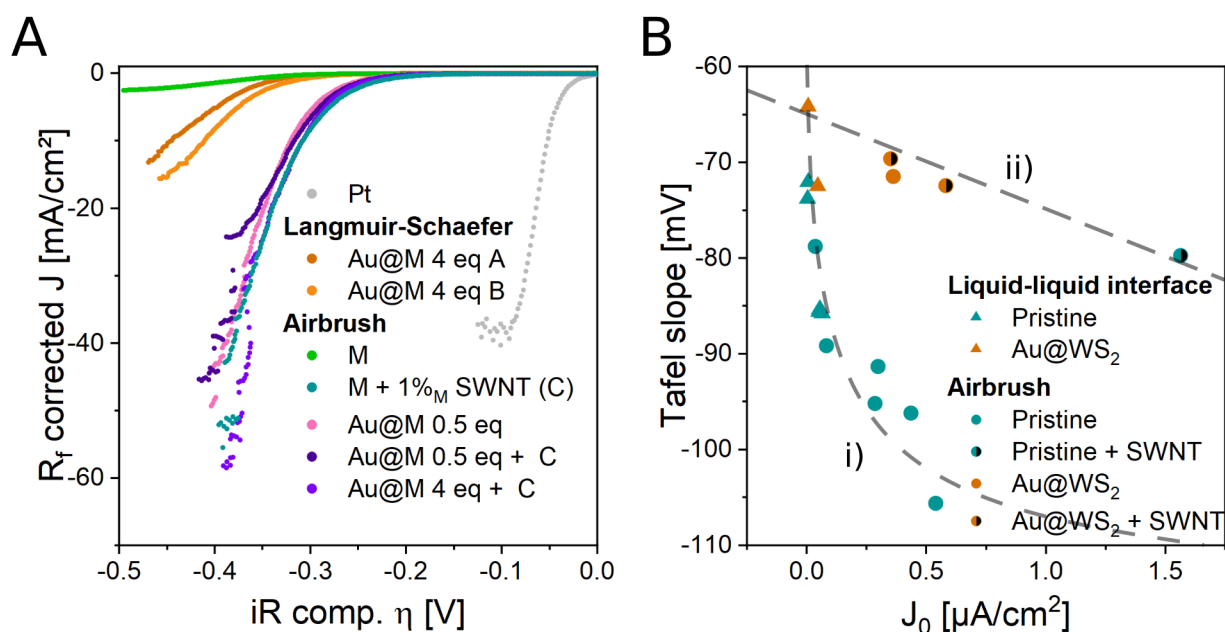 A
0
-20
-40
-60
R_f corrected J [mA/cm²]
-0.5
-0.4
-0.3
-0.2
-0.1
0.0
iR comp. η [V]
Pt
Langmuir-Schaefer
Au@M 4 eq A
Au@M 4 eq B
Airbrush
M
M + 1%_M SWNT (C)
Au@M 0.5 eq
Au@M 0.5 eq + C
Au@M 4 eq + C
B
-60
-70
-80
-90
-100
-110
Tafel slope [mV]
0.0
0.5
1.0
1.5
J₀ [µA/cm²]
ii)
i)
Liquid-liquid interface
Pristine
Au@WS₂
Airbrush
Pristine
Pristine + SWNT
Au@WS₂
Au@WS₂ + SWNT